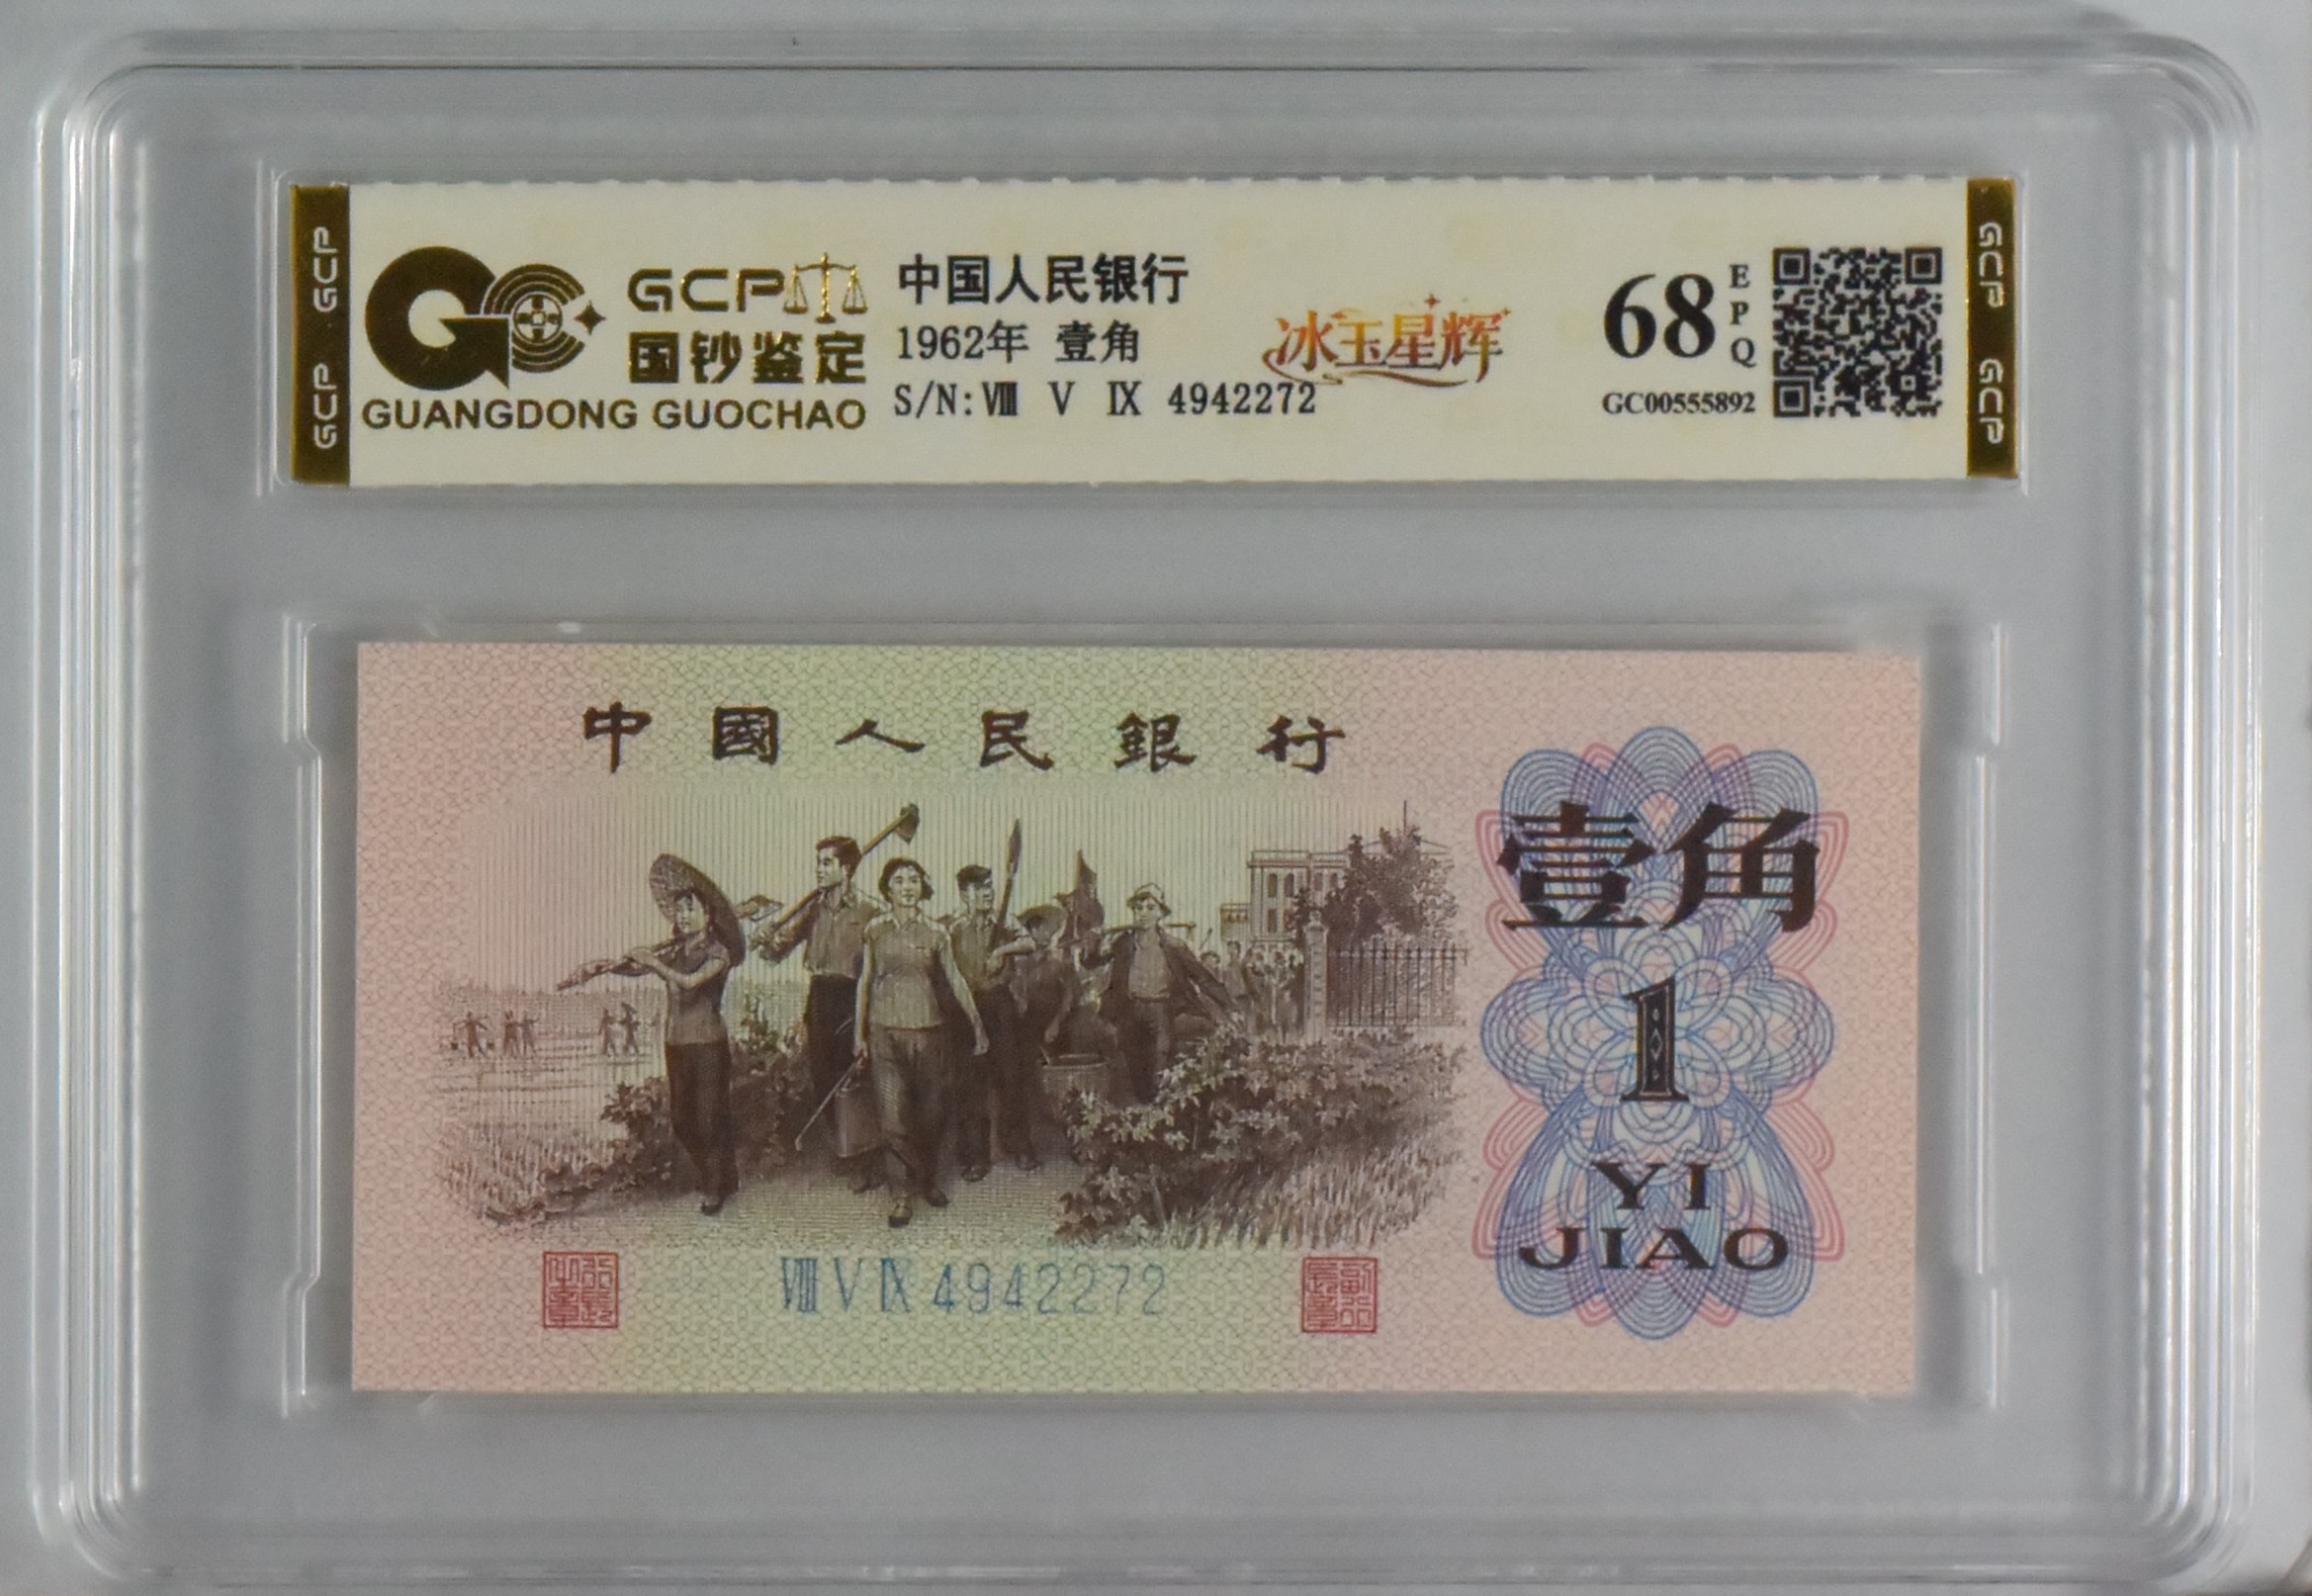 GCP GCP
GCP
国钞鉴定
GUANGDONG GUOCHAO
中国人民银行
1962年 壹角
S/N:Ⅷ Ⅴ Ⅸ 4942272
冰玉星辉
68
EPQ
GC00555892
GCP GCP
中國人民銀行
壹角
1
YI
JIAO
Ⅷ Ⅴ Ⅸ 4942272